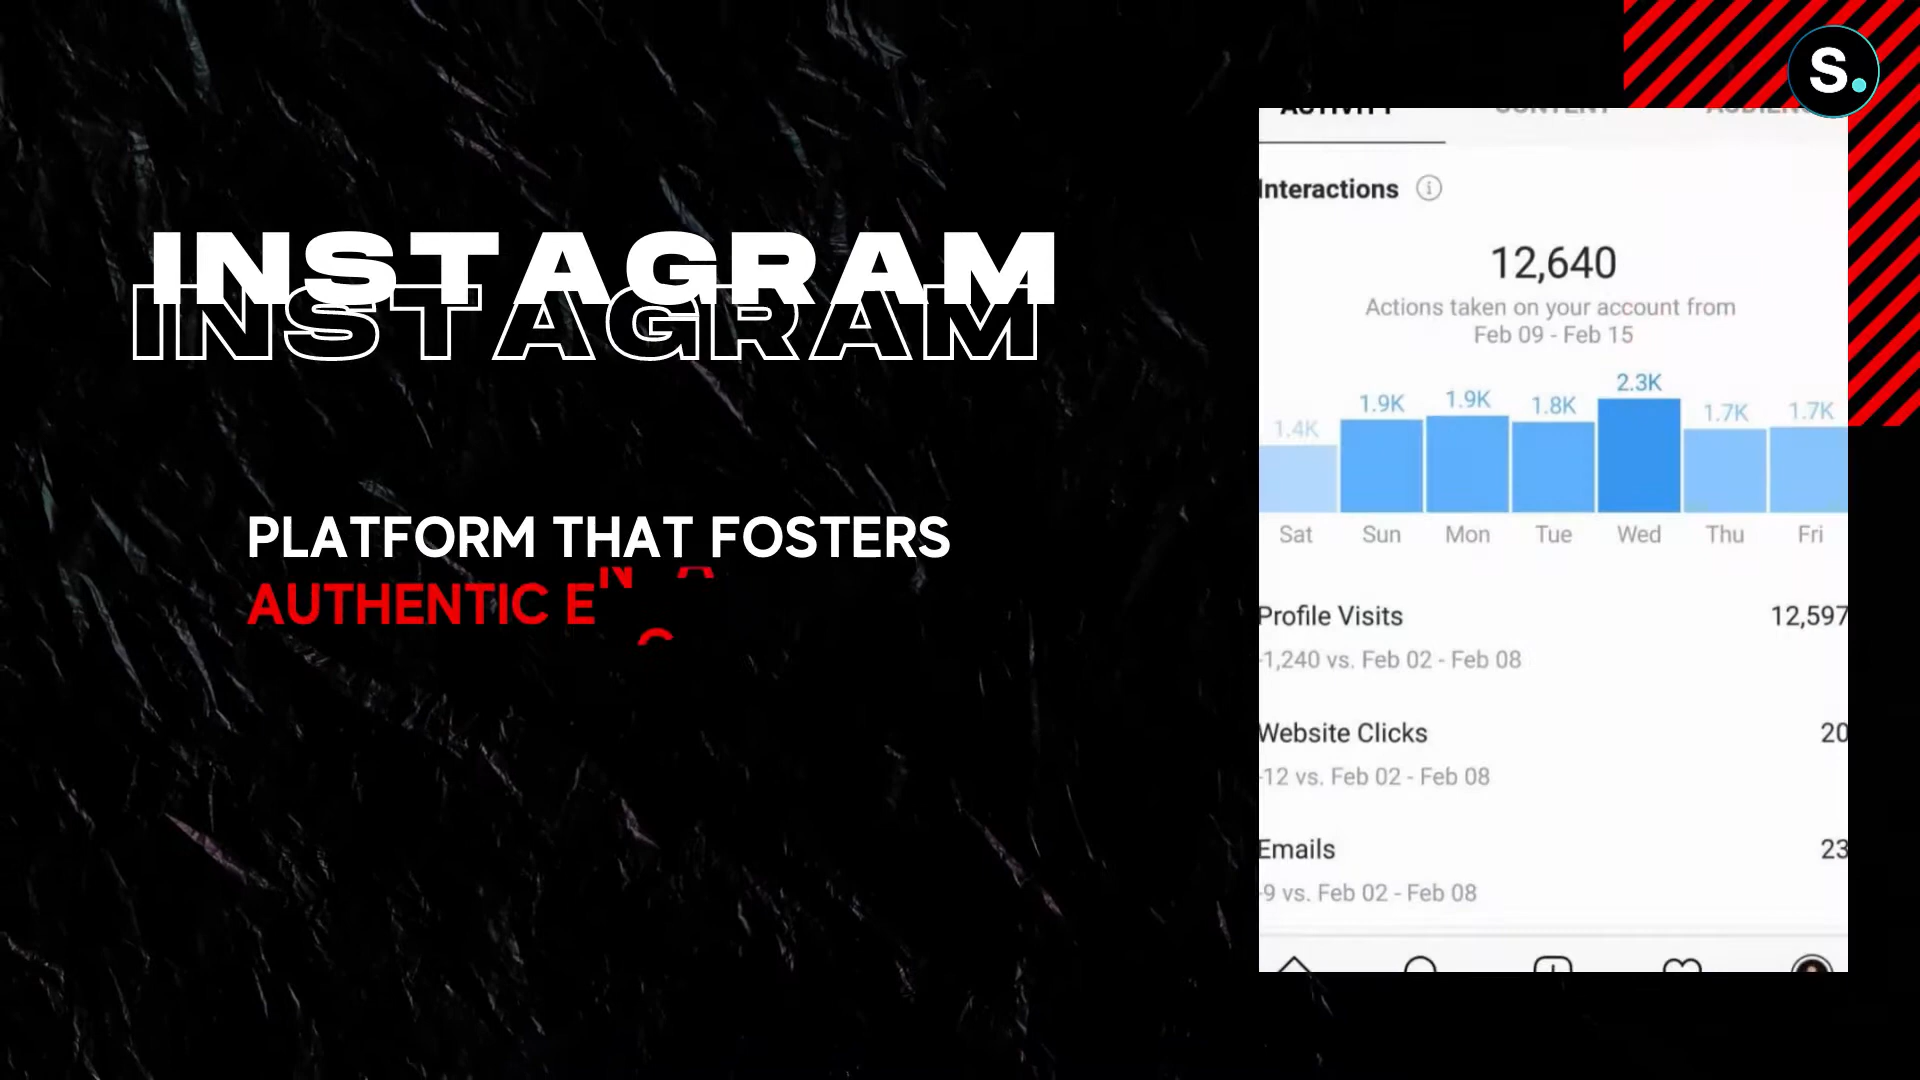 INSTAGRAM
INSTAGRAM
PLATFORM THAT FOSTERS
AUTHENTIC
S.
ACTIVITY CONTENT
Interactions
12,640
Actions taken on your account from
Feb 09 - Feb 15
1.4K 1.9K 1.9K 1.8K 2.3K 1.7K 1.7K
Sat Sun Mon Tue Wed Thu Fri
Profile Visits 12,597
-1,240 vs. Feb 02 - Feb 08
Website Clicks 20
-12 vs. Feb 02 - Feb 08
Emails 23
-9 vs. Feb 02 - Feb 08